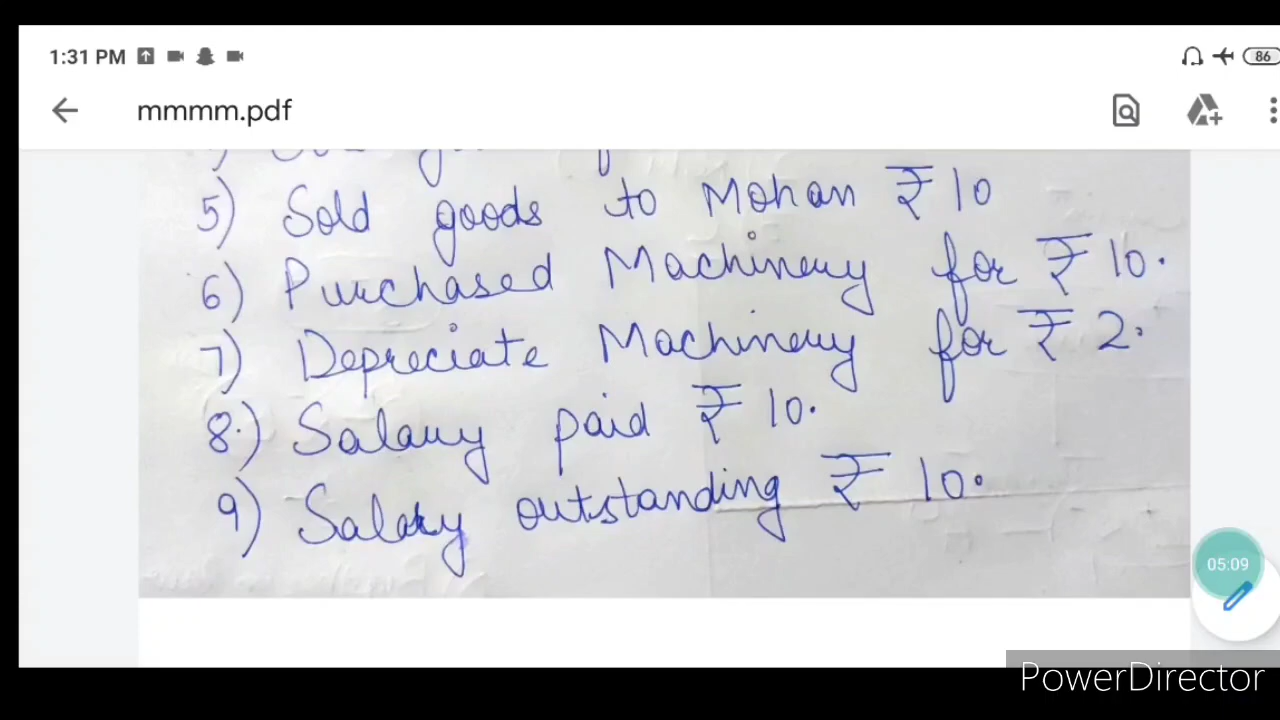 1:31 PM 86
mmmm.pdf
5) Sold goods to Mohan ₹ 10
6) Purchased Machinery for ₹ 10.
7) Depreciate Machinery for ₹ 2.
8.) Salary paid ₹ 10.
9) Salary outstanding ₹ 10.
05:09
PowerDirector